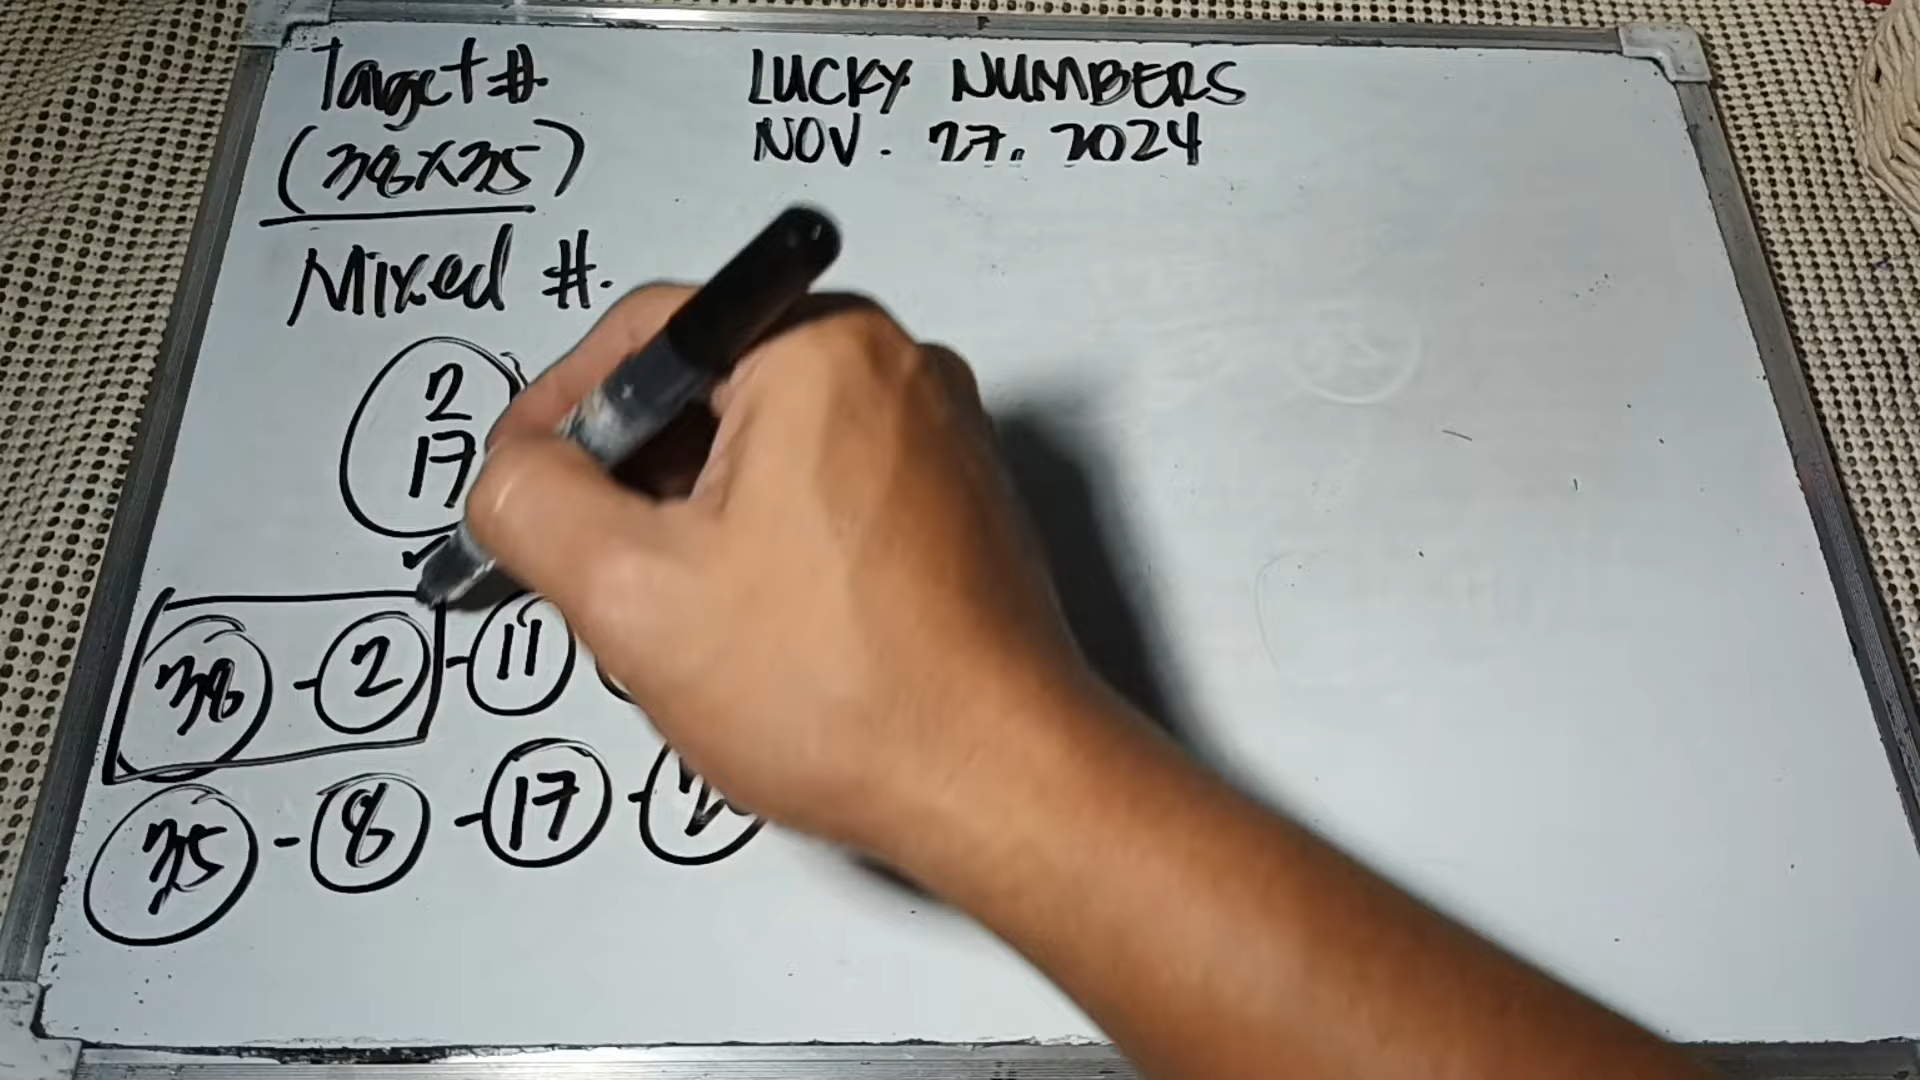 Target #.
LUCKY NUMBERS
(38x35)
NOV. 27. 2024
Mixed #.
2
17
38 - 2 - 11
35 - 8 - 17 -